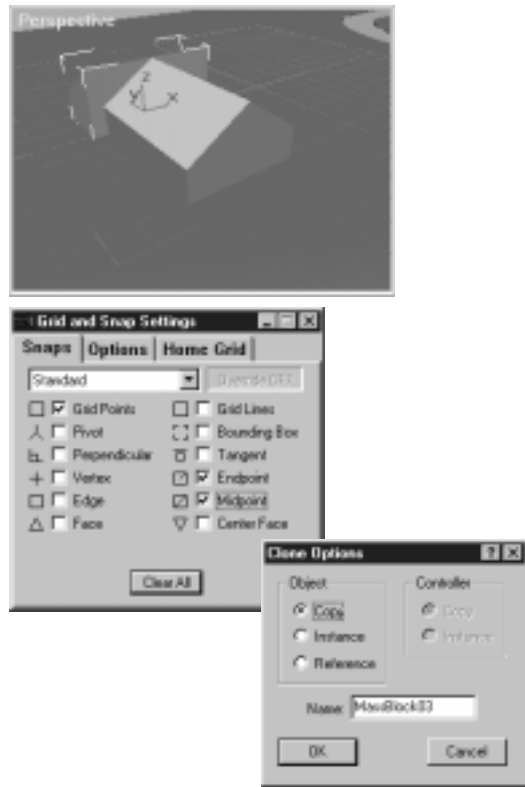 Perspective
z
y
x
Grid and Snap Settings
Snaps Options Home Grid
Standard Override OFF
Grid Points Grid Lines
Pivot Bounding Box
Perpendicular Tangent
Vertex Endpoint
Edge Midpoint
Face Center Face
Clear All
Clone Options
Object Controller
Copy Copy
Instance Instance
Reference
Name: MassBlock03
OK Cancel